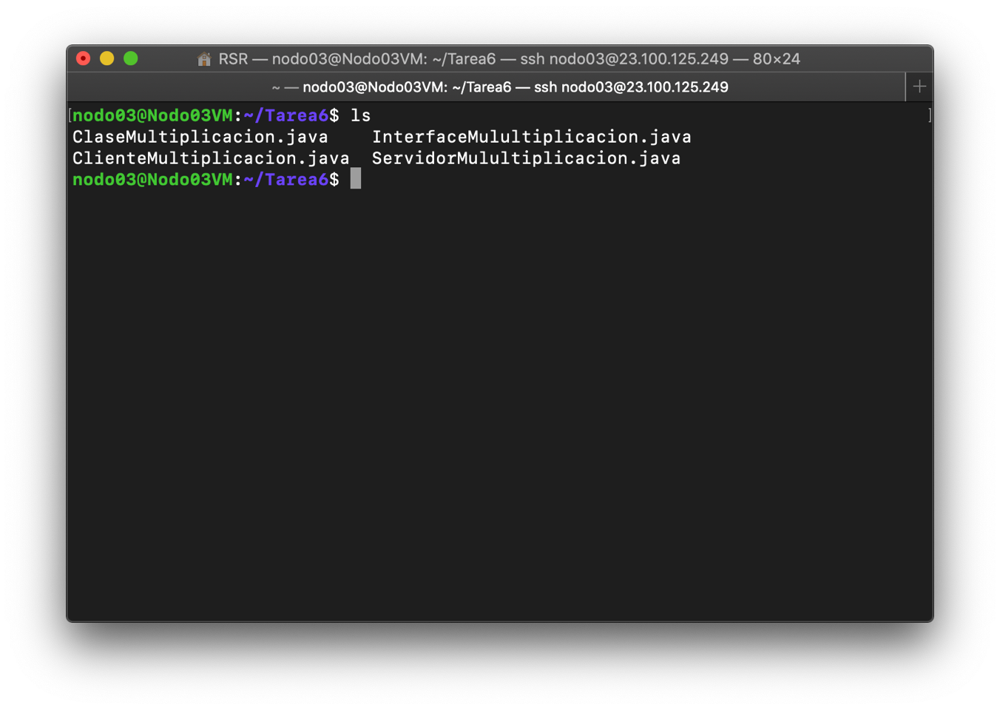 RSR — nodo03@Nodo03VM: ~/Tarea6 — ssh nodo03@23.100.125.249 — 80×24
~ — nodo03@Nodo03VM: ~/Tarea6 — ssh nodo03@23.100.125.249
[nodo03@Nodo03VM:~/Tarea6$ ls ]
ClaseMultiplicacion.java InterfaceMulultiplicacion.java
ClienteMultiplicacion.java ServidorMulultiplicacion.java
nodo03@Nodo03VM:~/Tarea6$